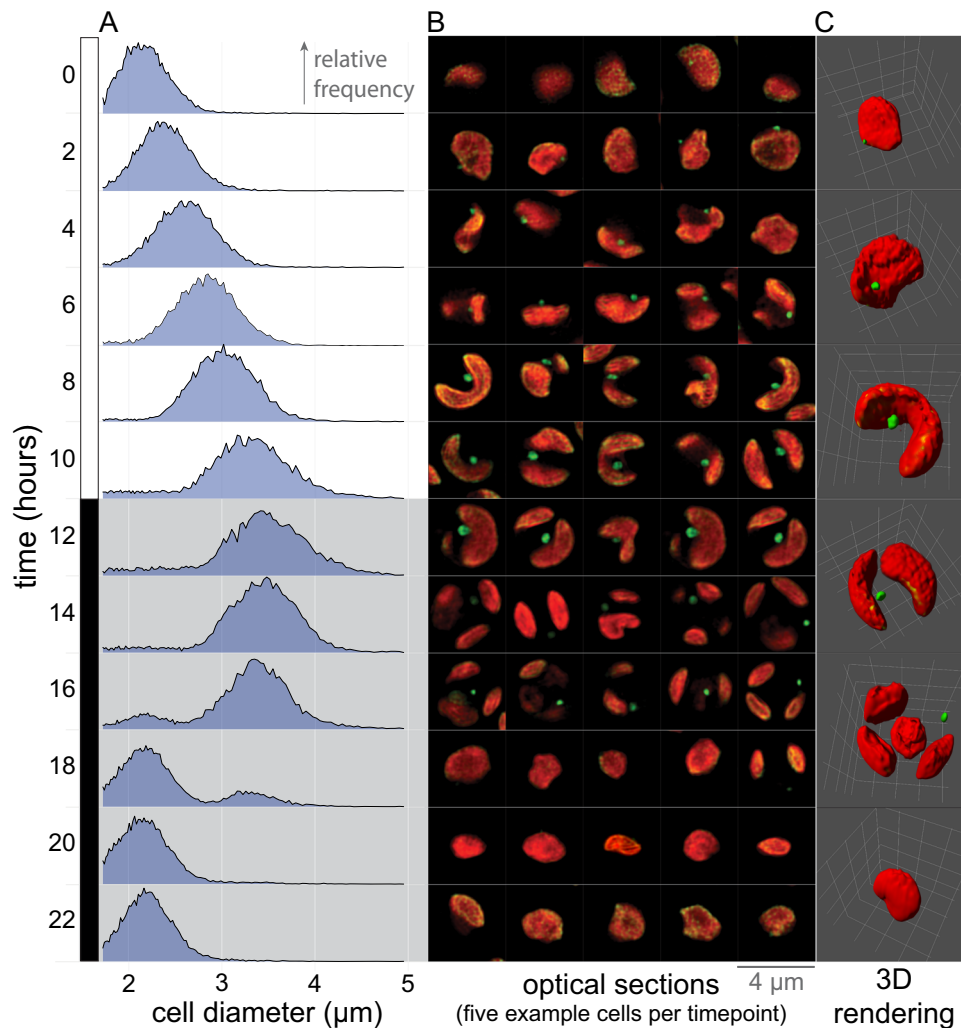 A
B
C
relative
frequency
0
2
4
6
8
10
12
14
16
18
20
22
time (hours)
2
3
4
5
cell diameter (μm)
optical sections
(five example cells per timepoint)
4 μm
3D
rendering